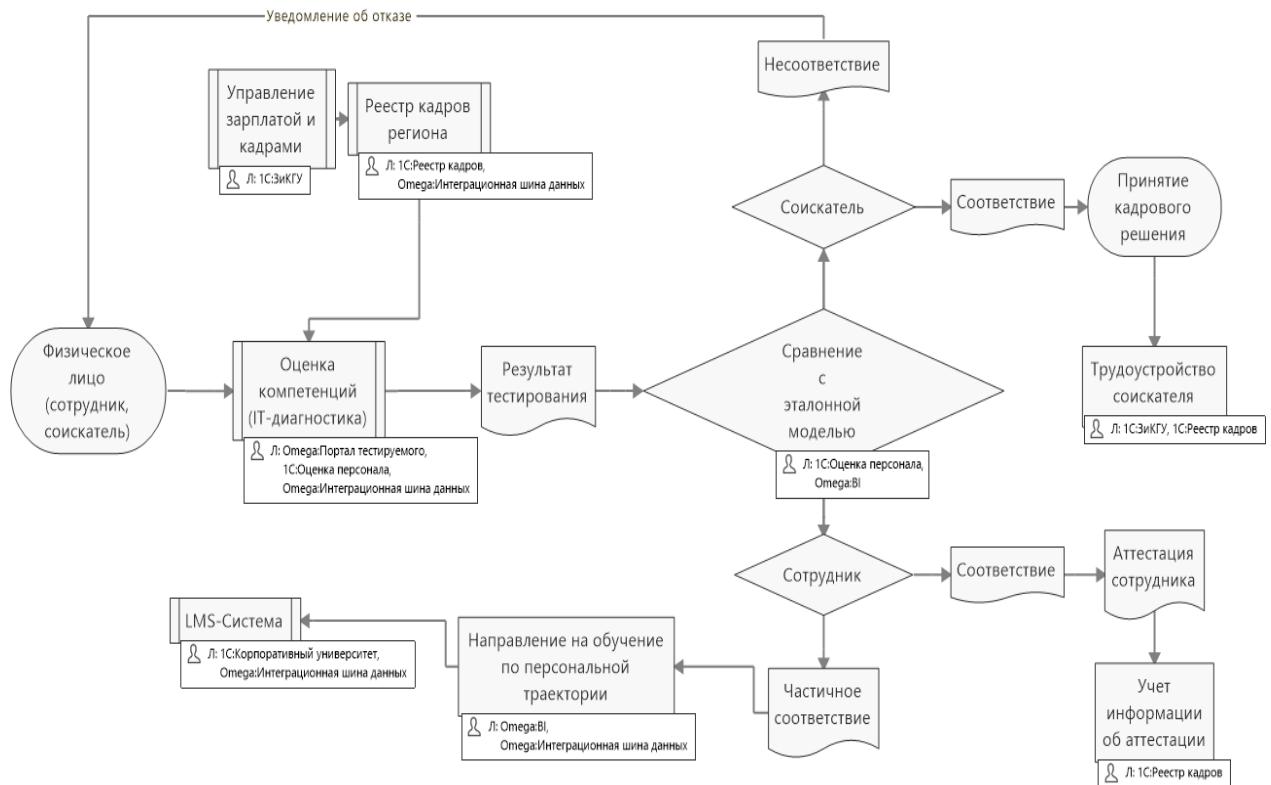 Уведомление об отказе
Несоответствие
Управление
зарплатой и
кадрами
Л: 1С:ЗиКГУ
Реестр кадров
региона
Л: 1С:Реестр кадров,
Omega:Интеграционная шина данных
Соискатель
Соответствие
Принятие
кадрового
решения
Физическое
лицо
(сотрудник,
соискатель)
Оценка
компетенций
(IT-диагностика)
Л: Omega:Портал тестируемого,
1С:Оценка персонала,
Omega:Интеграционная шина данных
Результат
тестирования
Сравнение
с
эталонной
моделью
Л: 1С:Оценка персонала,
Omega:BI
Трудоустройство
соискателя
Л: 1С:ЗиКГУ, 1С:Реестр кадров
Сотрудник
Соответствие
Аттестация
сотрудника
LMS-Система
Л: 1С:Корпоративный университет,
Omega:Интеграционная шина данных
Направление на обучение
по персональной
траектории
Л: Omega:BI,
Omega:Интеграционная шина данных
Частичное
соответствие
Учет
информации
об аттестации
Л: 1С:Реестр кадров